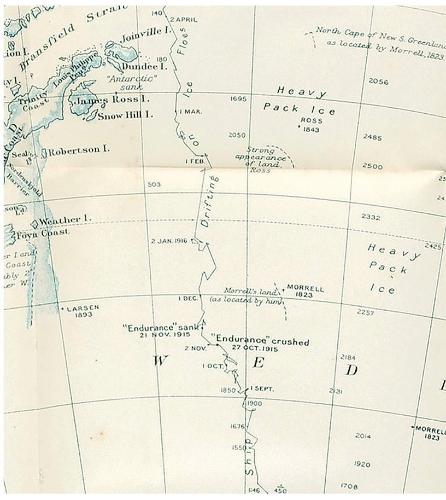 140
2 APRIL
Bransfield Strait
Joinville I.
Floes
North Cape of New S. Greenland
as located by Morrell, 1823
180
Dundee I.
Louis Philippe
"Antarctic"
sunk
2056
Ice
Heavy
Trinity
Coast
James Ross I.
1695
Pack Ice
1 MAR.
ROSS
1843
Snow Hill I.
on
2050
2485
Robertson I.
Strong
appearance
of land
Ross
1 FEB.
2500
503
Drifting
2332
Weather I.
Foyn Coast
2425
2 JAN. 1916
Heavy
Pack
Ice
Morrell's land
(as located by him)
MORRELL
1823
1 DEC.
LARSEN
1893
2257
"Endurance" sank
21 NOV. 1915
"Endurance" crushed
27 OCT. 1915
2 NOV.
W E D
2184
1 OCT.
1850
1 SEPT.
2131
1900
1676
MORRELL
1823
2014
1550
Ship
1920
1708
1146
450